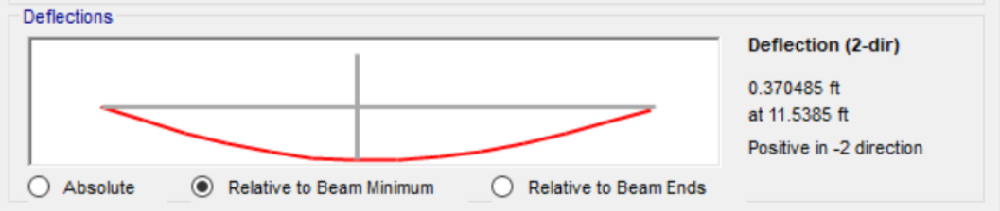 Deflections
Deflection (2-dir)
0.370485 ft
at 11.5385 ft
Positive in -2 direction
Absolute Relative to Beam Minimum Relative to Beam Ends